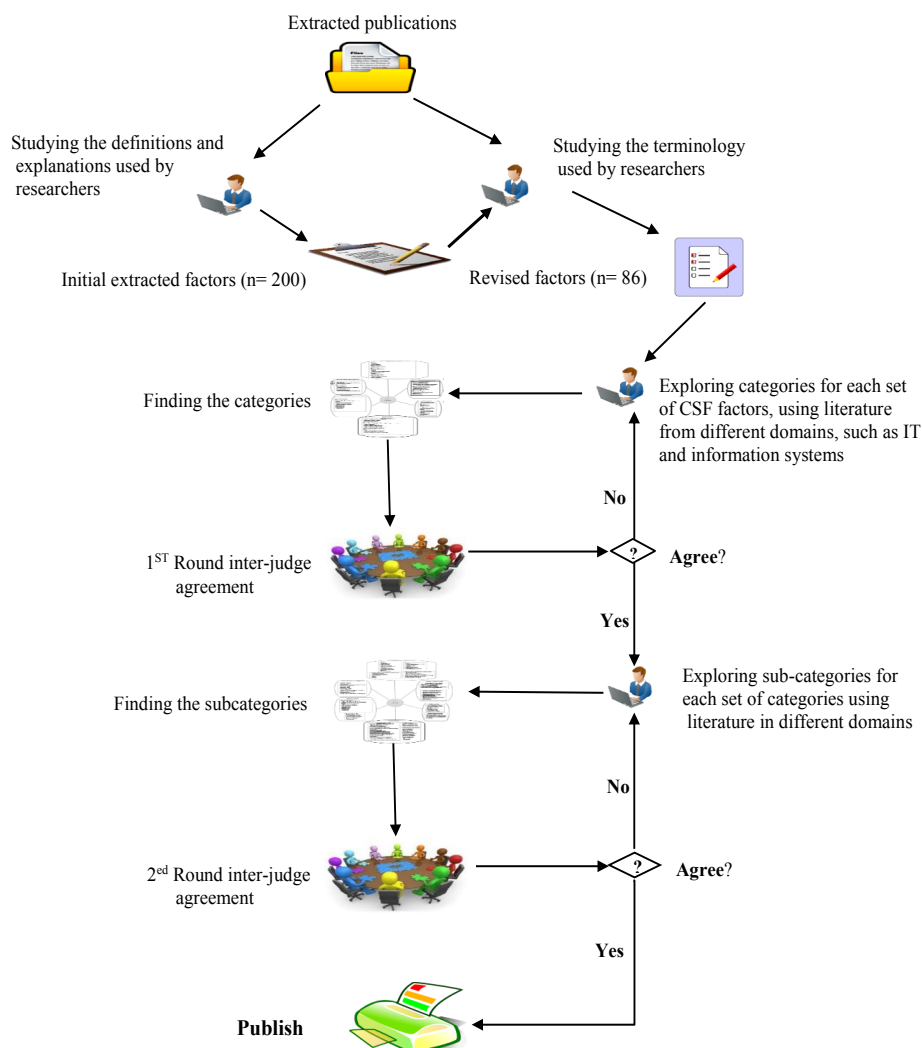 Extracted publications
Studying the definitions and
explanations used by
researchers
Studying the terminology
used by researchers
Initial extracted factors (n= 200)
Revised factors (n= 86)
Finding the categories
Exploring categories for each set
of CSF factors, using literature
from different domains, such as IT
and information systems
No
1ST Round inter-judge
agreement
?
Agree?
Yes
Finding the subcategories
Exploring sub-categories for
each set of categories using
literature in different domains
No
2ed Round inter-judge
agreement
?
Agree?
Yes
Publish